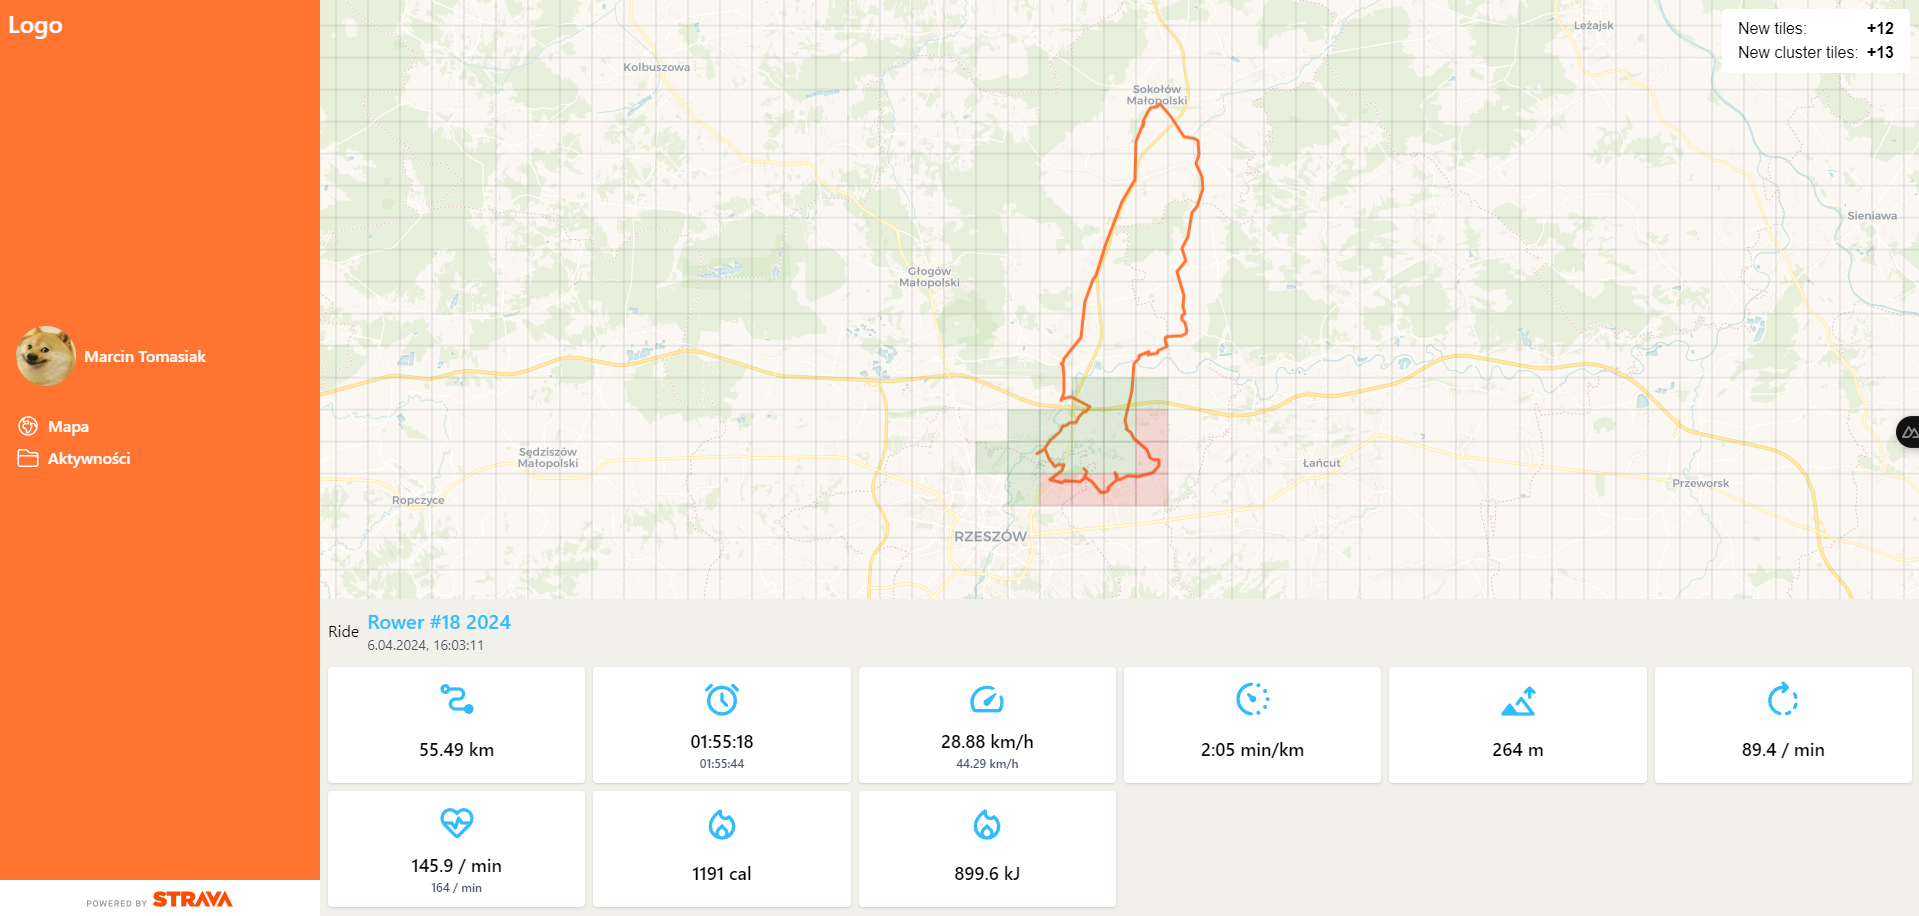 Logo
Marcin Tomasiak
Mapa
Aktywności
POWERED BY STRAVA
Leżajsk
Kolbuszowa
Sokołów
Małopolski
Sieniawa
Głogów
Małopolski
Sędziszów
Małopolski
Łańcut
Ropczyce
Przeworsk
RZESZÓW
New tiles: +12
New cluster tiles: +13
Ride
Rower #18 2024
6.04.2024, 16:03:11
55.49 km
01:55:18
01:55:44
28.88 km/h
44.29 km/h
2:05 min/km
264 m
89.4 / min
145.9 / min
164 / min
1191 cal
899.6 kJ